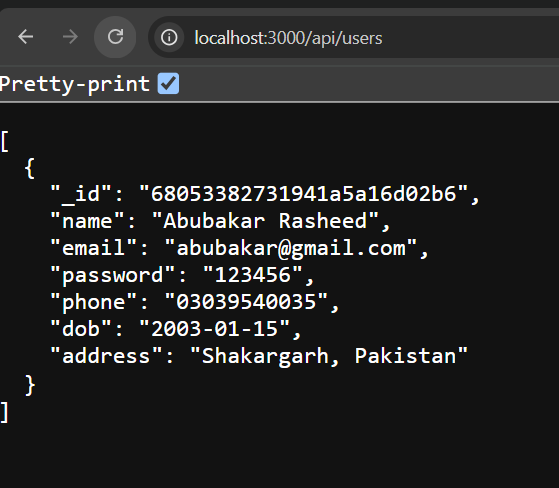 localhost:3000/api/users
Pretty-print
[
  {
    "_id": "68053382731941a5a16d02b6",
    "name": "Abubakar Rasheed",
    "email": "abubakar@gmail.com",
    "password": "123456",
    "phone": "03039540035",
    "dob": "2003-01-15",
    "address": "Shakargarh, Pakistan"
  }
]